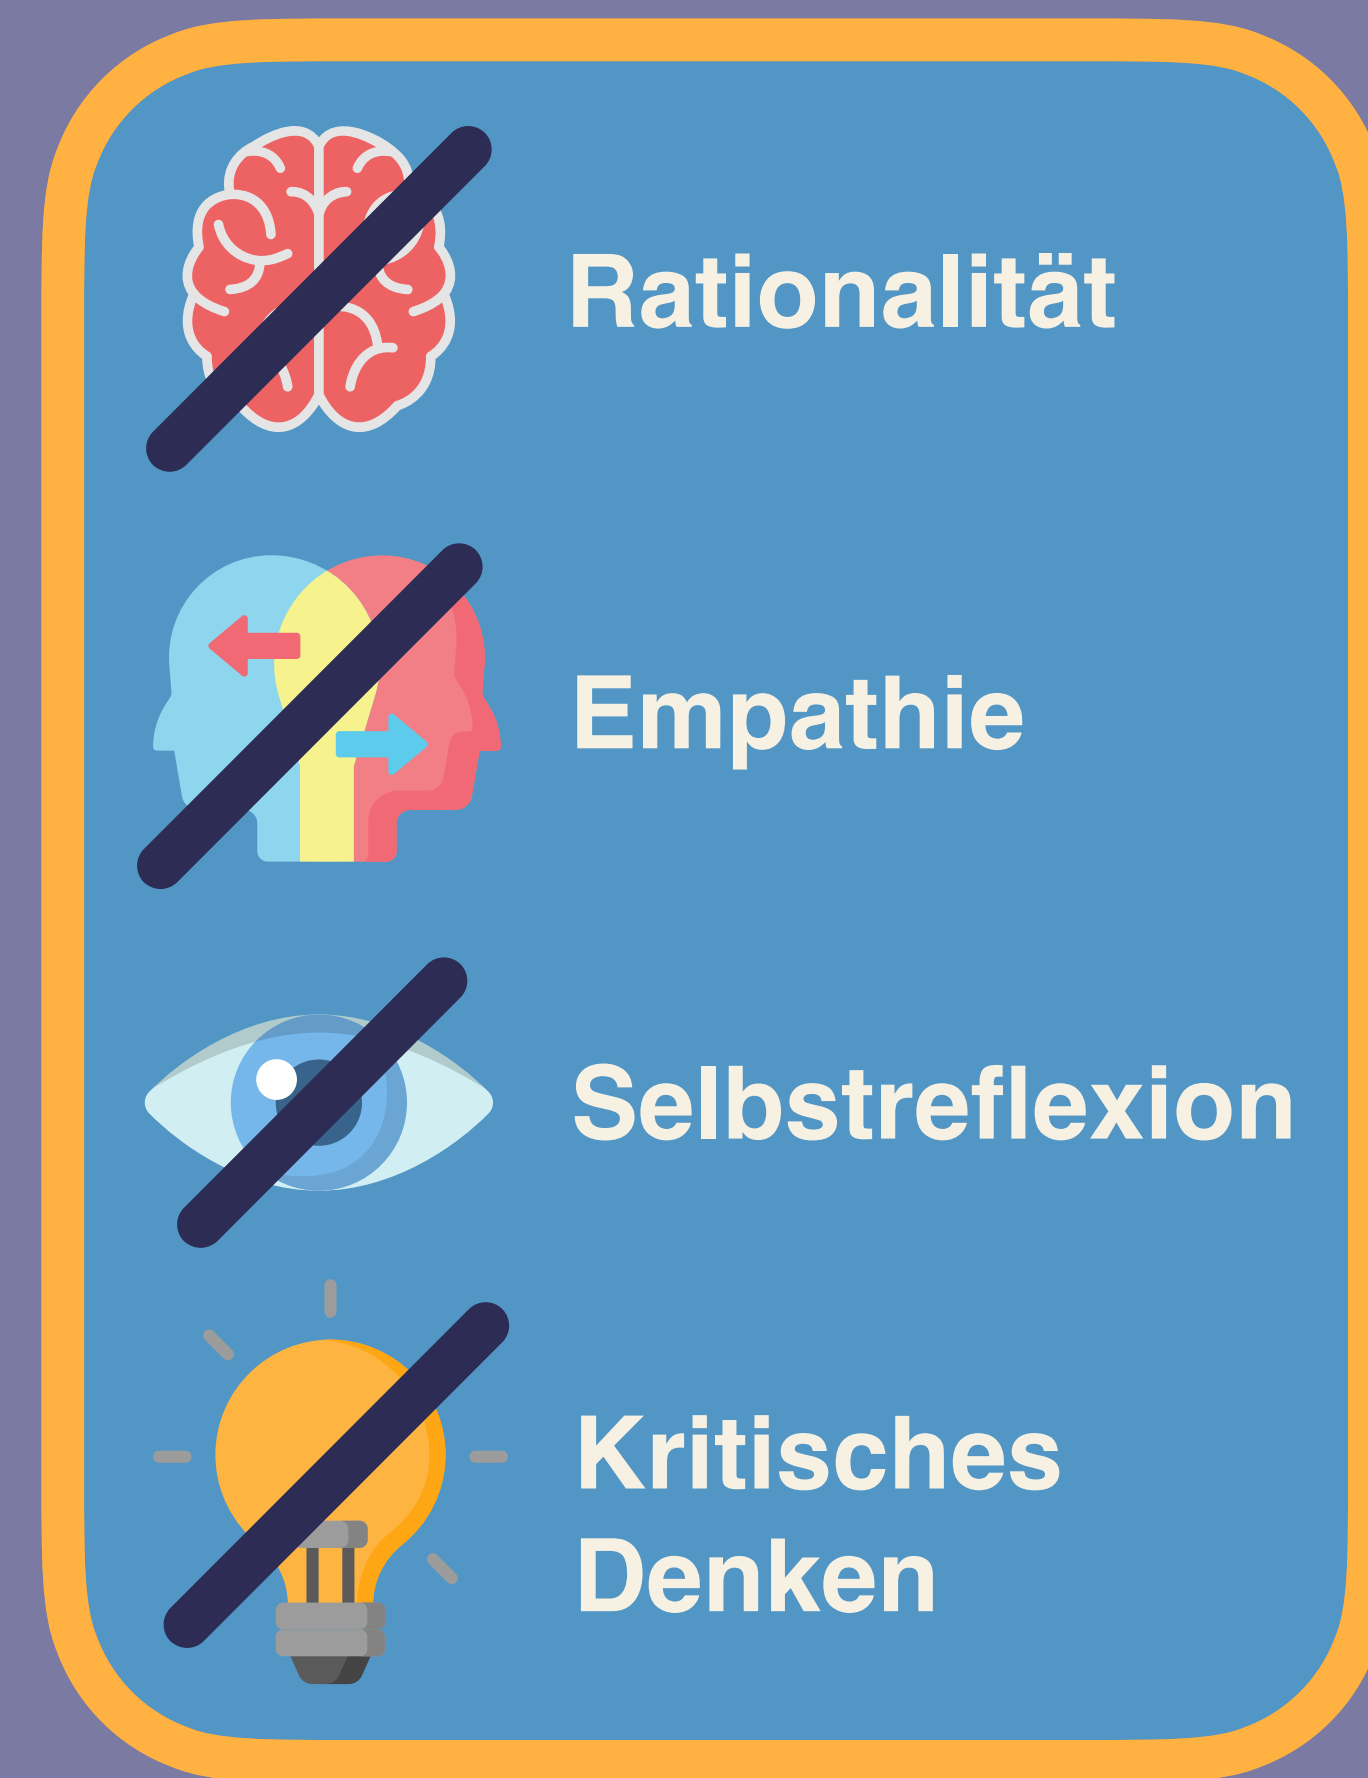 Rationalität
Empathie
Selbstreflexion
Kritisches
Denken